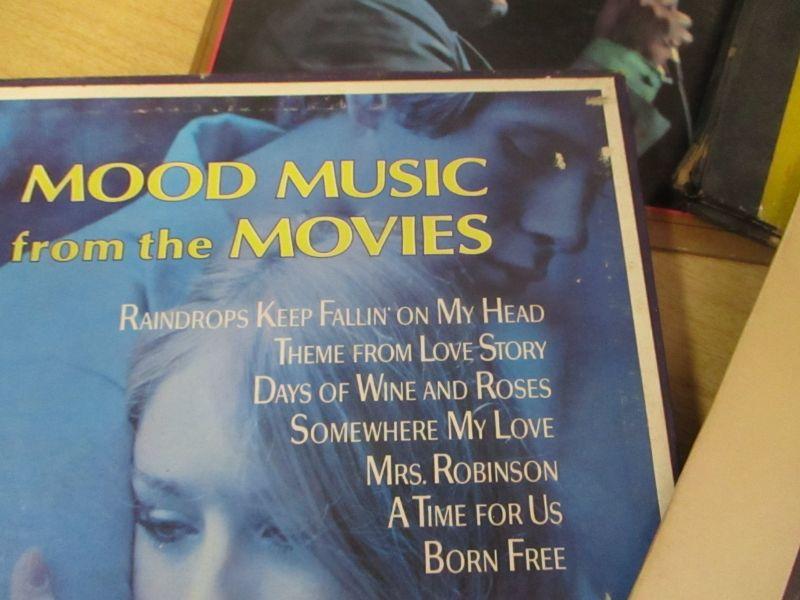 MOOD MUSIC
from the MOVIES
RAINDROPS KEEP FALLIN' ON MY HEAD
THEME FROM LOVE STORY
DAYS OF WINE AND ROSES
SOMEWHERE MY LOVE
MRS. ROBINSON
A TIME FOR US
BORN FREE